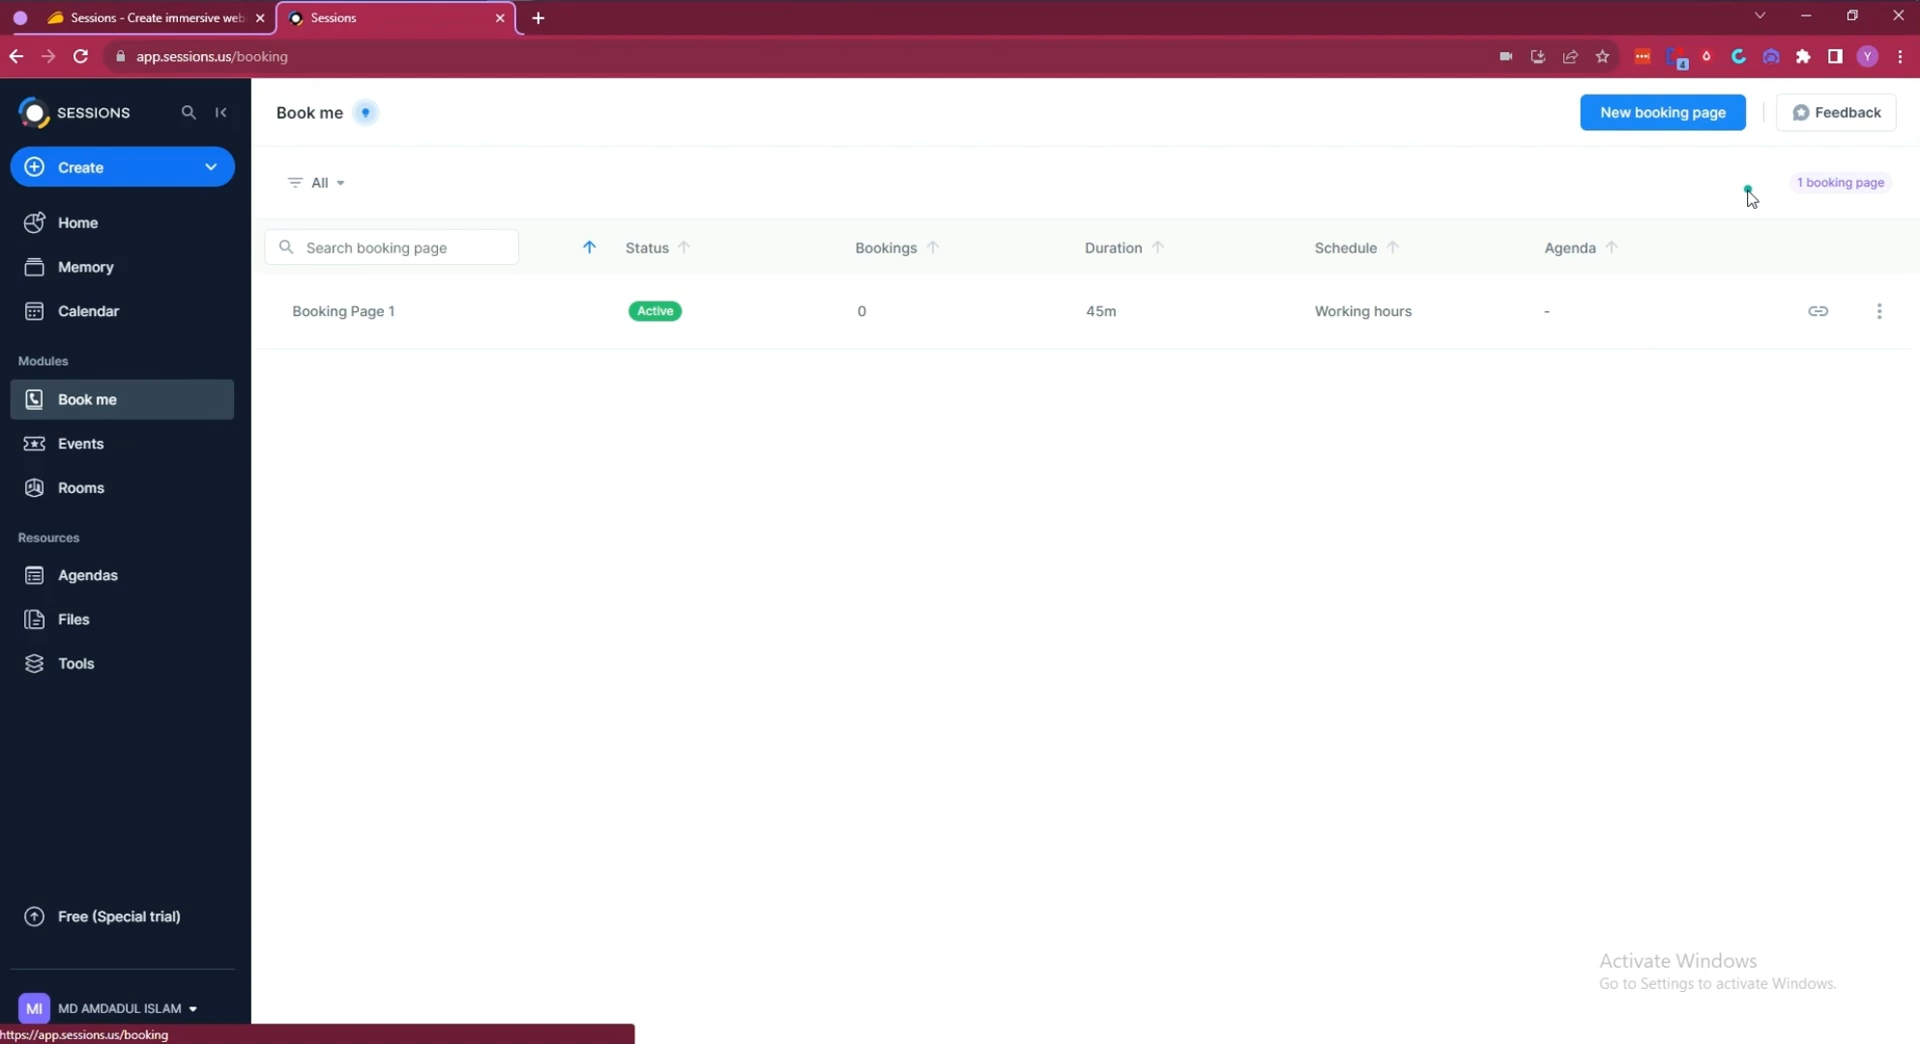 Sessions - Create immersive web
Sessions
app.sessions.us/booking
4
Y
SESSIONS
Create
Home
Memory
Calendar
Modules
Book me
Events
Rooms
Resources
Agendas
Files
Tools
Free (Special trial)
MI MD AMDADUL ISLAM
https://app.sessions.us/booking
Book me
New booking page
Feedback
All
1 booking page
Search booking page Status Bookings Duration Schedule Agenda
Booking Page 1 Active 0 45m Working hours -
Activate Windows
Go to Settings to activate Windows.